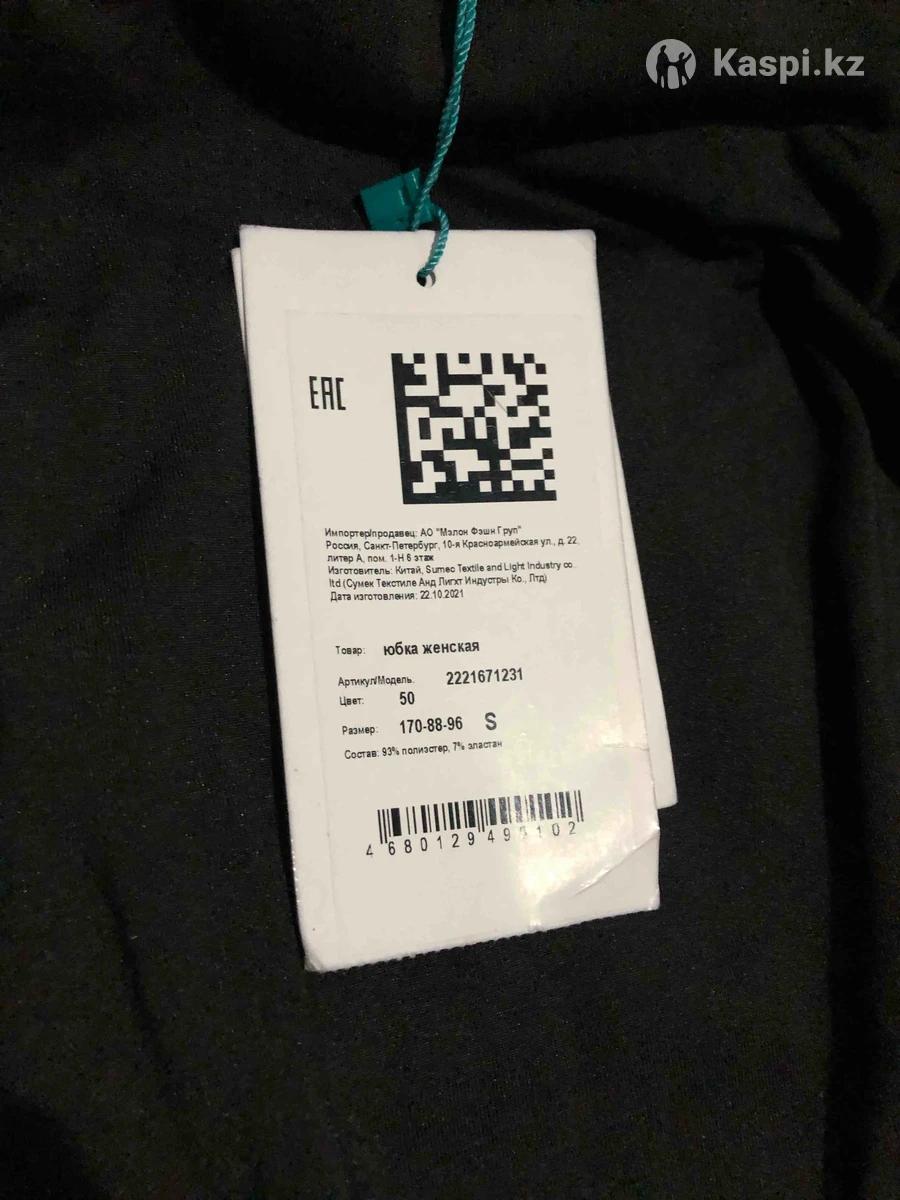 Kaspi.kz
EAC
Импортер/продавец: АО "Мэлон Фэшн Груп"
Россия, Санкт-Петербург, 10-я Красноармейская ул., д. 22,
литер А, пом. 1-Н 6 этаж
Изготовитель: Китай, Sumec Textile and Light Industry co.
ltd (Сумек Текстиле Анд Лигхт Индустры Ко., Лтд)
Дата изготовления: 22.10.2021
Товар: юбка женская
Артикул/Модель: 2221671231
Цвет: 50
Размер: 170-88-96 S
Состав: 93% полиэстер, 7% эластан